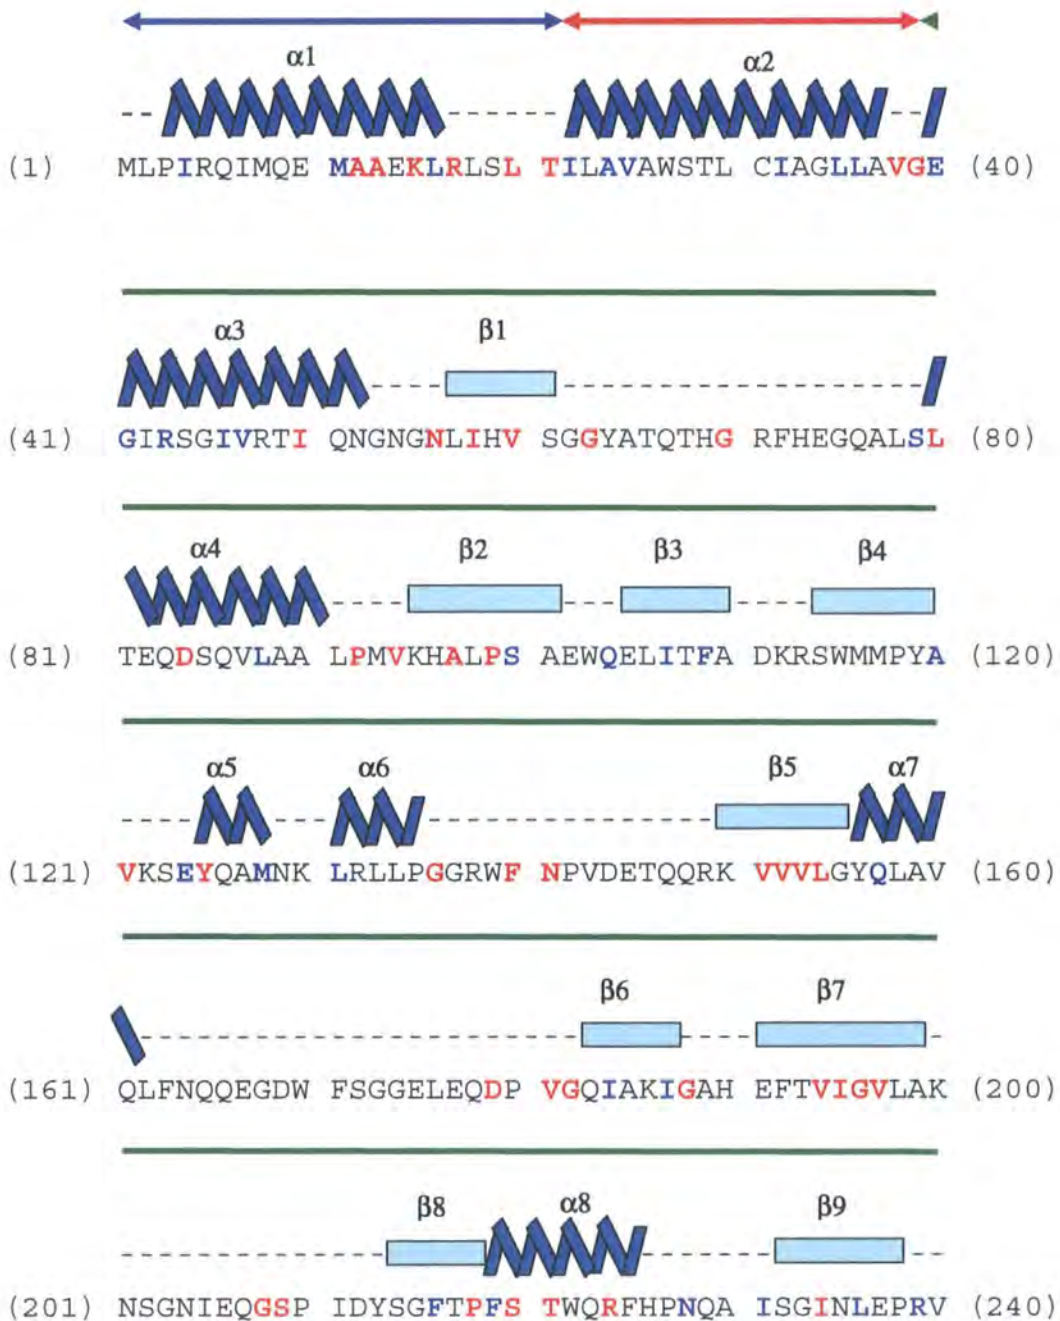 α1 α2
(1) MLPIRQIMQE MAAEKLRLSL TILAVAWSTL CIAGLLAVGE (40)
α3 β1
(41) GIRSGIVRTI QNGNGNLIHV SGGYATQTHG RFHEGQALSL (80)
α4 β2 β3 β4
(81) TEQDSQVLAA LPMVKHALPS AEWQELITFA DKRSWMMPYA (120)
α5 α6 β5 α7
(121) VKSEYQAMNK LRLLPGGRWF NPVDETQQRK VVVLGYQLAV (160)
β6 β7
(161) QLFNQQEGDW FSGGELEQDP VGQIAKIGAH EFTVIGVLAK (200)
β8 α8 β9
(201) NSGNIEQGSP IDYSGFTPFS TWQRFHPNQA ISGINLEPRV (240)